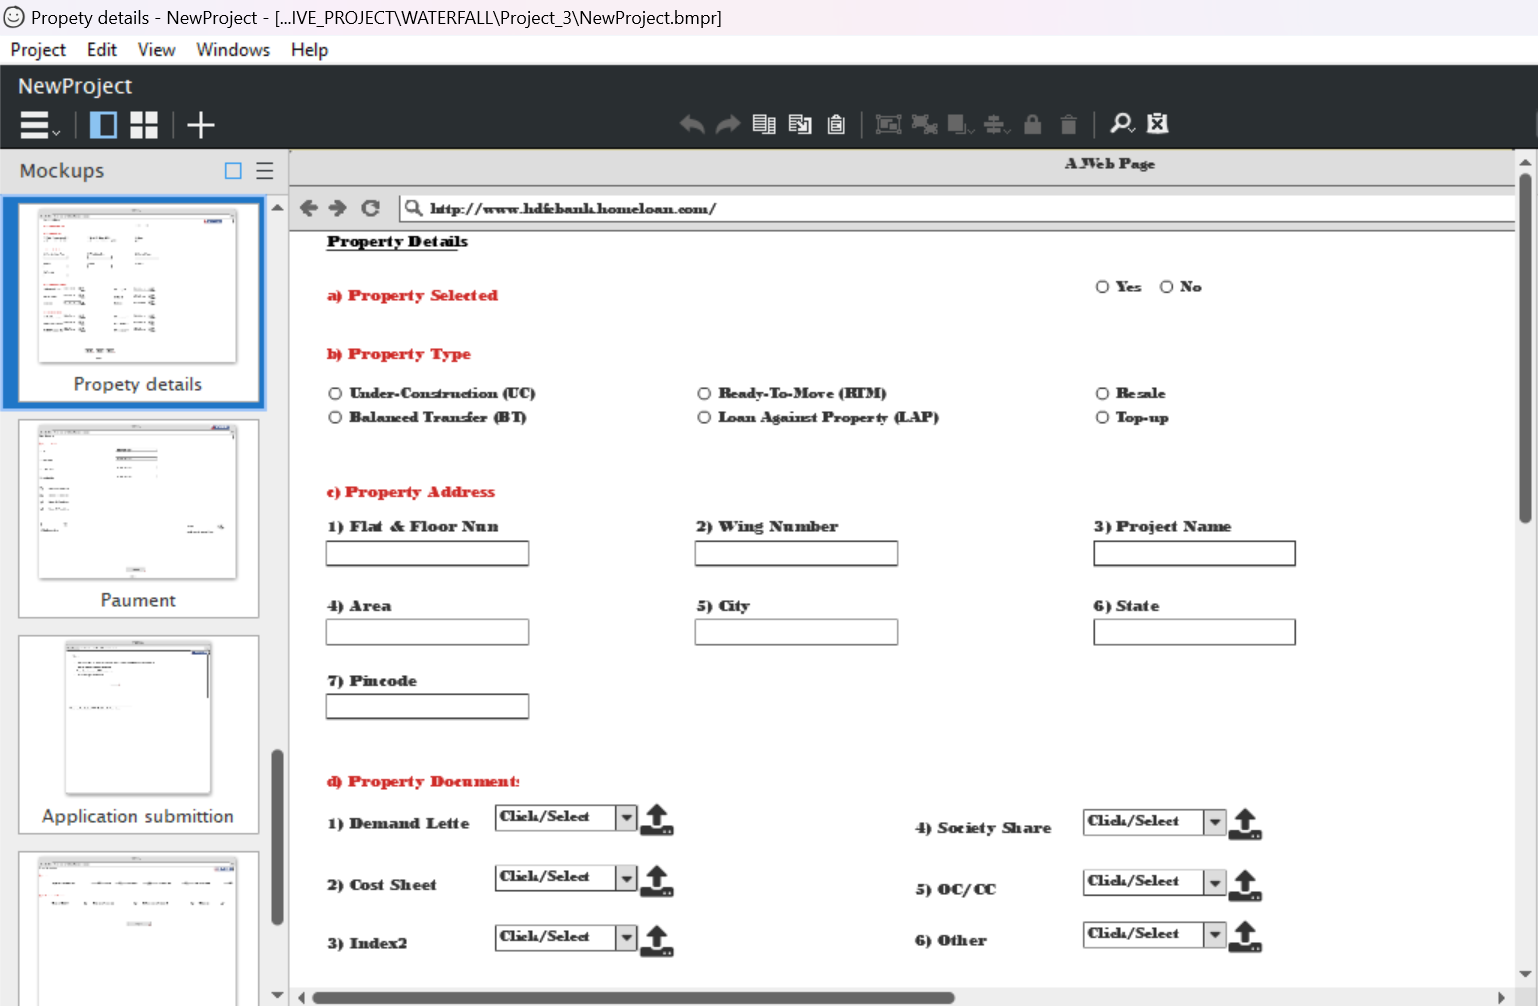 Propety details - NewProject - [...IVE_PROJECT\WATERFALL\Project_3\NewProject.bmpr]
Project Edit View Windows Help
NewProject
Mockups
Propety details
Paument
Application submittion
A Web Page
http://www.hdfcbank.homeloan.com/
Property Details
a) Property Selected
Yes No
b) Property Type
Under-Construction (UC) Ready-To-Move (RTM) Resale
Balanced Transfer (BT) Loan Against Property (LAP) Top-up
c) Property Address
1) Flat & Floor Nun 2) Wing Number 3) Project Name
4) Area 5) City 6) State
7) Pincode
d) Property Documents
1) Demand Lette Click/Select 4) Society Share Click/Select
2) Cost Sheet Click/Select 5) OC/CC Click/Select
3) Index2 Click/Select 6) Other Click/Select